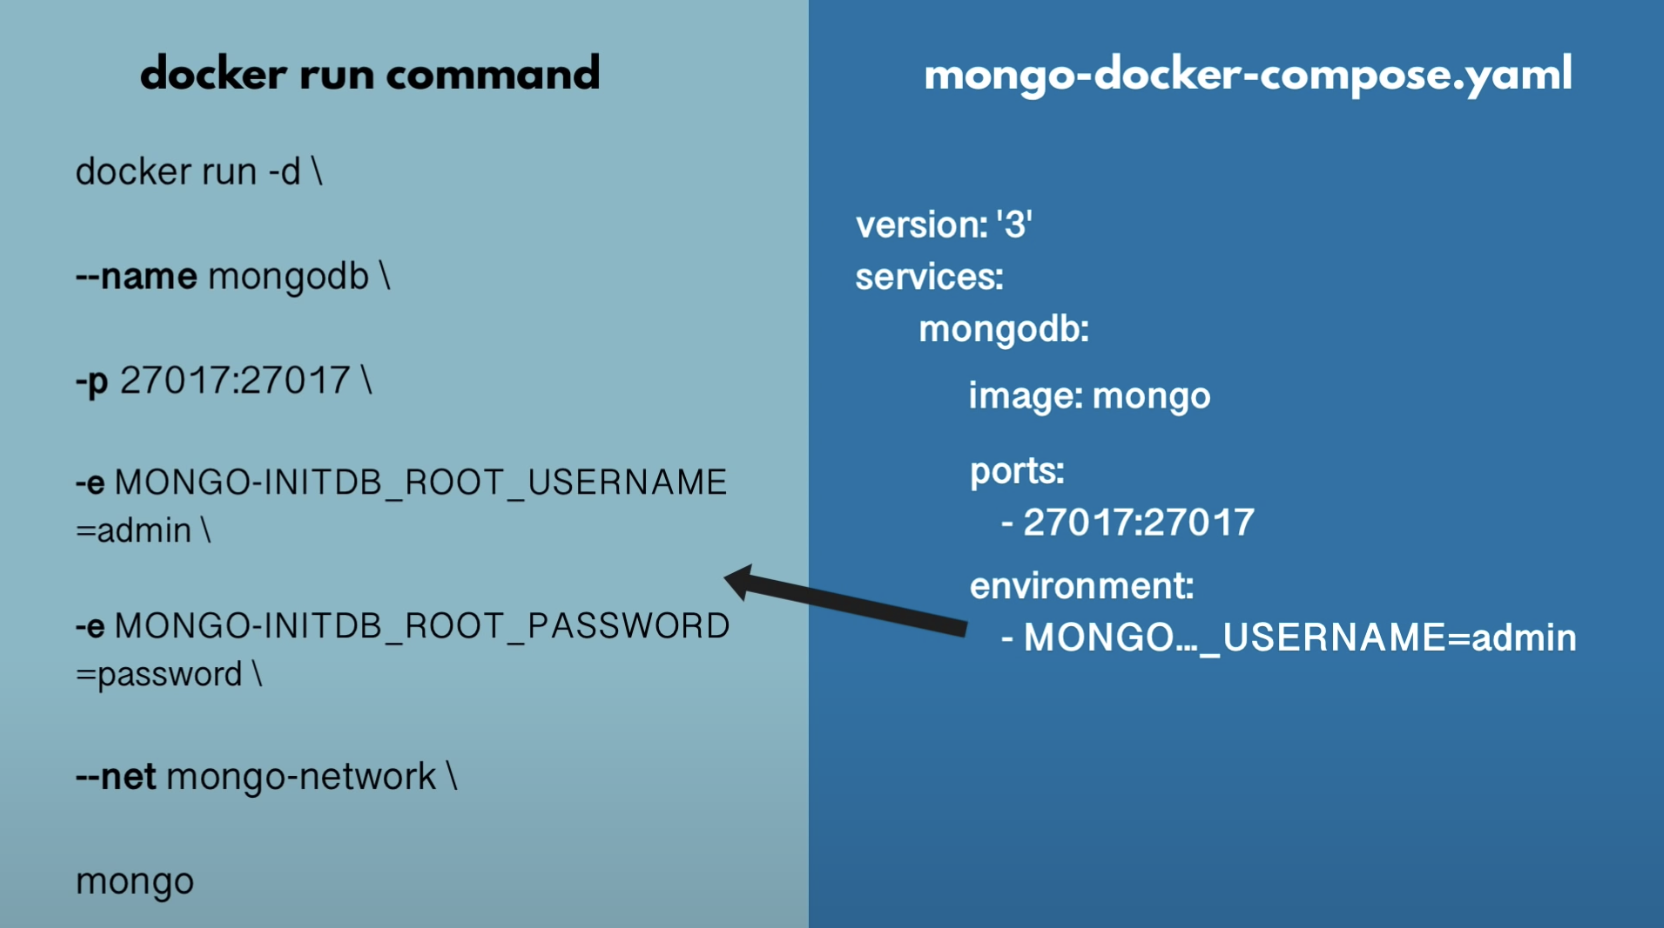 docker run command
docker run -d \
--name mongodb \
-p 27017:27017 \
-e MONGO-INITDB_ROOT_USERNAME
=admin \
-e MONGO-INITDB_ROOT_PASSWORD
=password \
--net mongo-network \
mongo
mongo-docker-compose.yaml
version: '3'
services:
mongodb:
image: mongo
ports:
- 27017:27017
environment:
- MONGO..._USERNAME=admin